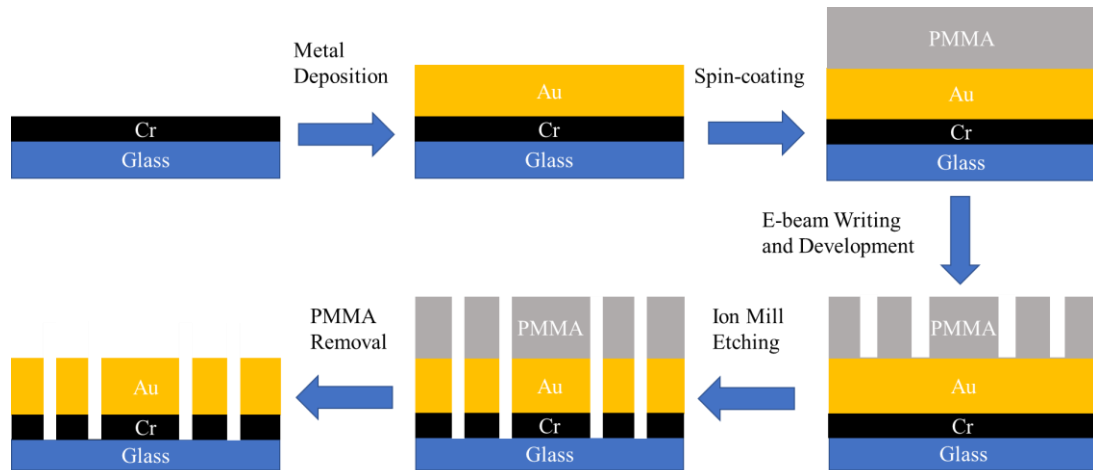 Cr
Glass
Metal
Deposition
Au
Cr
Glass
Spin-coating
PMMA
Au
Cr
Glass
E-beam Writing
and Development
PMMA
Au
Cr
Glass
Ion Mill
Etching
PMMA
Au
Cr
Glass
PMMA
Removal
Au
Cr
Glass